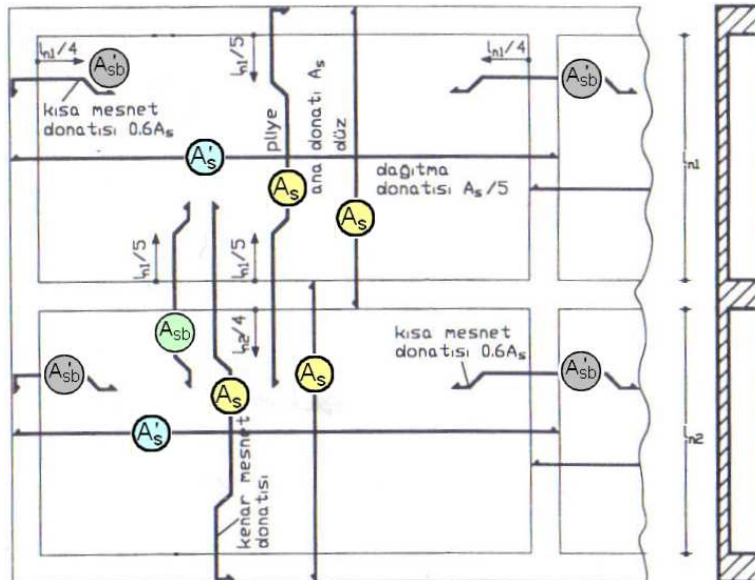 ln1/4
A'sb
kısa mesnet
donatısı 0.6As
ln1/5
pliye
ana donatı As
düz
ln1/4
A'sb
A's
dağıtma
donatısı As/5
As
As
ln1
ln1/5
ln1/5
Asb
ln2/4
kısa mesnet
donatısı 0.6As
A'sb
As
As
A'sb
A's
kenar mesnet
donatısı
ln2